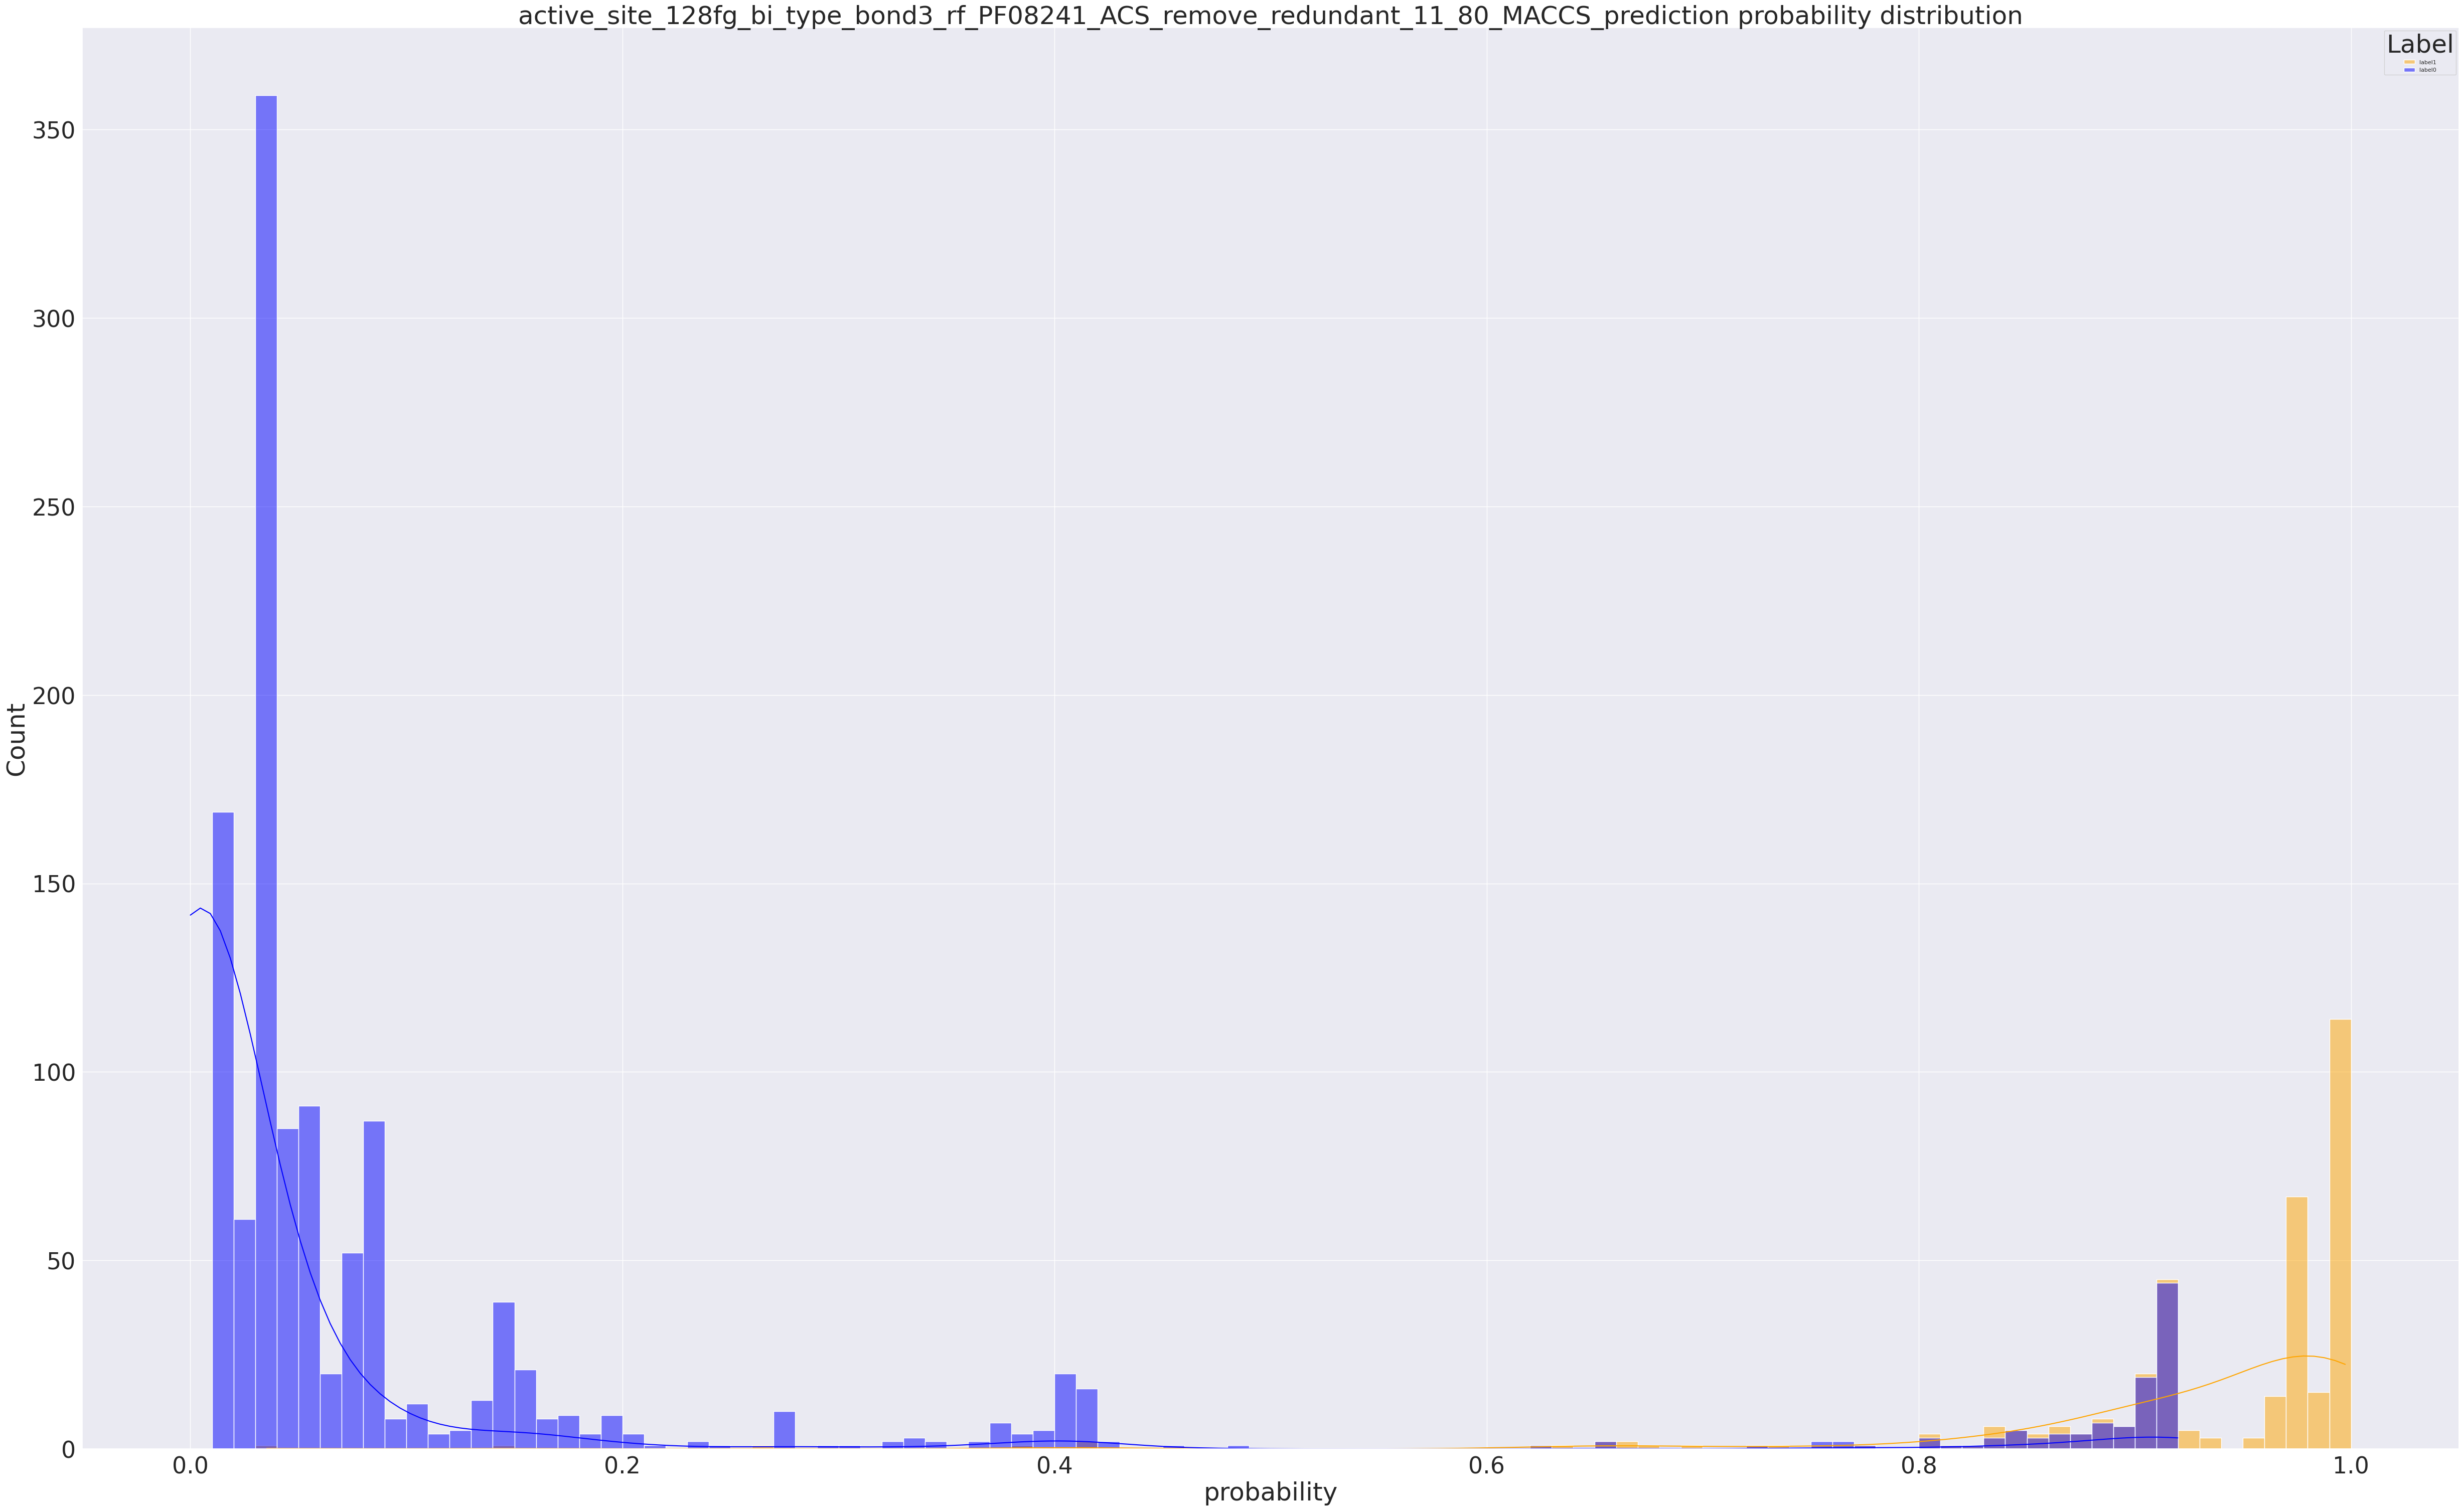 active_site_128fg_bi_type_bond3_rf_PF08241_ACS_remove_redundant_11_80_MACCS_prediction probability distribution
Label
label1
label0
350
300
250
200
150
100
50
0
Count
0.0 0.2 0.4 0.6 0.8 1.0
probability